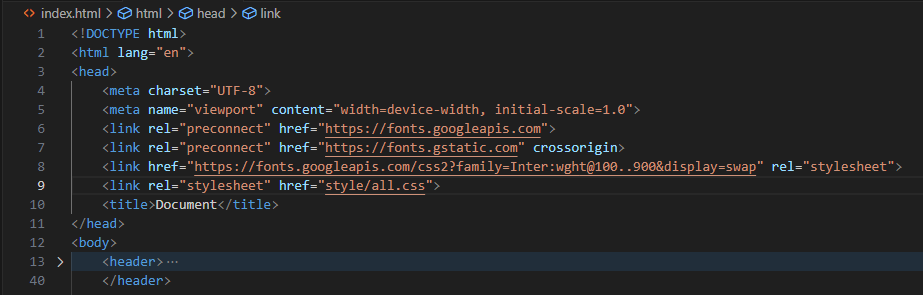 index.html > html > head > link
1 <!DOCTYPE html>
2 <html lang="en">
3 <head>
4 <meta charset="UTF-8">
5 <meta name="viewport" content="width=device-width, initial-scale=1.0">
6 <link rel="preconnect" href="https://fonts.googleapis.com">
7 <link rel="preconnect" href="https://fonts.gstatic.com" crossorigin>
8 <link href="https://fonts.googleapis.com/css2?family=Inter:wght@100..900&display=swap" rel="stylesheet">
9 <link rel="stylesheet" href="style/all.css">
10 <title>Document</title>
11 </head>
12 <body>
13 <header>⋯
40 </header>